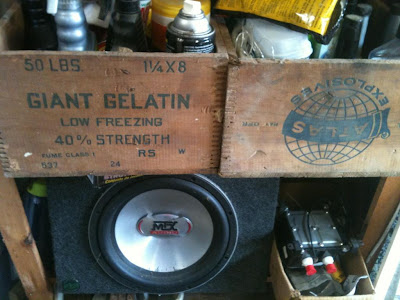 50 LBS. 1¼ X 8
GIANT GELATIN
LOW FREEZING
40% STRENGTH
FUME CLASS 1 RS W
537 24
EXPLOSIVES
ATLAS
MTX